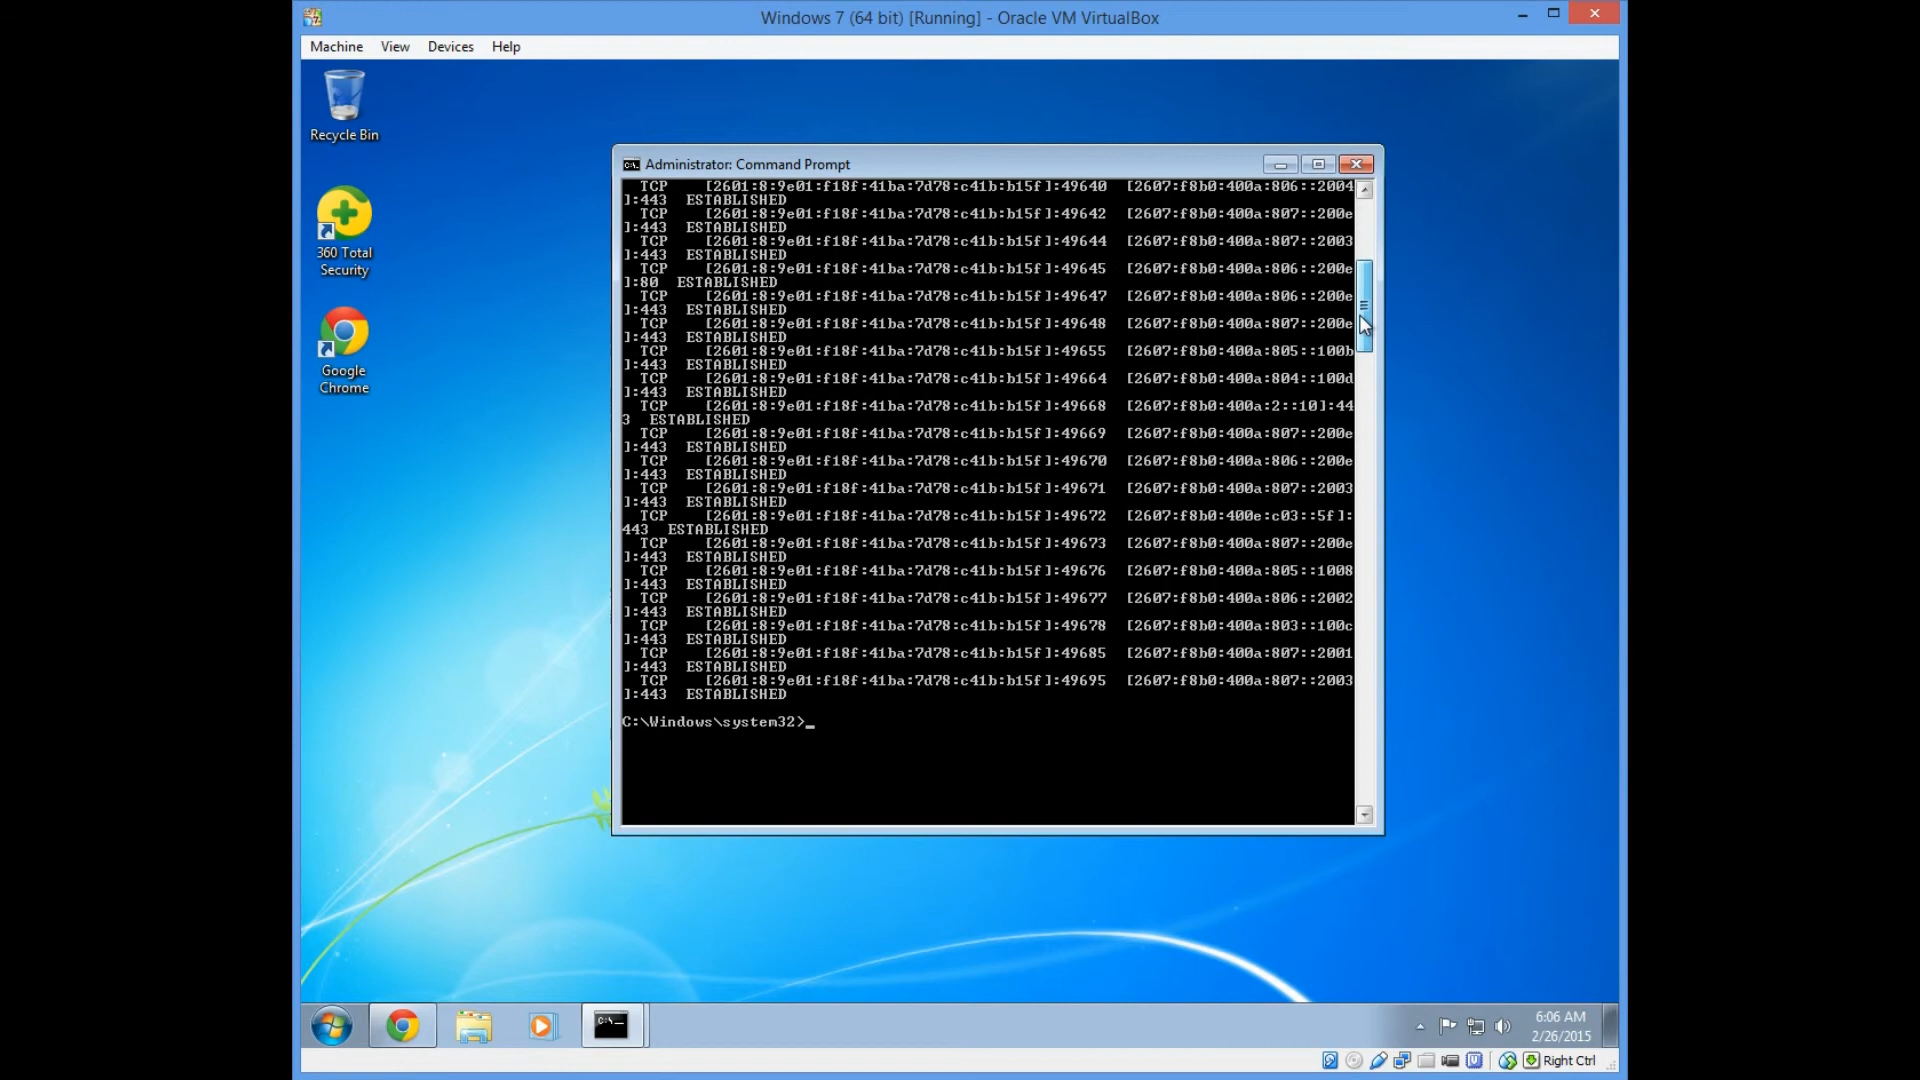 Windows 7 (64 bit) [Running] - Oracle VM VirtualBox
Machine View Devices Help
Recycle Bin
360 Total
Security
Google
Chrome
Administrator: Command Prompt
TCP [2601:8:9e01:f18f:41ba:7d78:c41b:b15f]:49640 [2607:f8b0:400a:806::2004
]:443 ESTABLISHED
TCP [2601:8:9e01:f18f:41ba:7d78:c41b:b15f]:49642 [2607:f8b0:400a:807::200e
]:443 ESTABLISHED
TCP [2601:8:9e01:f18f:41ba:7d78:c41b:b15f]:49644 [2607:f8b0:400a:807::2003
]:443 ESTABLISHED
TCP [2601:8:9e01:f18f:41ba:7d78:c41b:b15f]:49645 [2607:f8b0:400a:806::200e
]:80 ESTABLISHED
TCP [2601:8:9e01:f18f:41ba:7d78:c41b:b15f]:49647 [2607:f8b0:400a:806::200e
]:443 ESTABLISHED
TCP [2601:8:9e01:f18f:41ba:7d78:c41b:b15f]:49648 [2607:f8b0:400a:807::200e
]:443 ESTABLISHED
TCP [2601:8:9e01:f18f:41ba:7d78:c41b:b15f]:49655 [2607:f8b0:400a:805::100b
]:443 ESTABLISHED
TCP [2601:8:9e01:f18f:41ba:7d78:c41b:b15f]:49664 [2607:f8b0:400a:804::100d
]:443 ESTABLISHED
TCP [2601:8:9e01:f18f:41ba:7d78:c41b:b15f]:49668 [2607:f8b0:400a:2::10]:44
3 ESTABLISHED
TCP [2601:8:9e01:f18f:41ba:7d78:c41b:b15f]:49669 [2607:f8b0:400a:807::200e
]:443 ESTABLISHED
TCP [2601:8:9e01:f18f:41ba:7d78:c41b:b15f]:49670 [2607:f8b0:400a:806::200e
]:443 ESTABLISHED
TCP [2601:8:9e01:f18f:41ba:7d78:c41b:b15f]:49671 [2607:f8b0:400a:807::2003
]:443 ESTABLISHED
TCP [2601:8:9e01:f18f:41ba:7d78:c41b:b15f]:49672 [2607:f8b0:400e:c03::5f]:
443 ESTABLISHED
TCP [2601:8:9e01:f18f:41ba:7d78:c41b:b15f]:49673 [2607:f8b0:400a:807::200e
]:443 ESTABLISHED
TCP [2601:8:9e01:f18f:41ba:7d78:c41b:b15f]:49676 [2607:f8b0:400a:805::1008
]:443 ESTABLISHED
TCP [2601:8:9e01:f18f:41ba:7d78:c41b:b15f]:49677 [2607:f8b0:400a:806::2002
]:443 ESTABLISHED
TCP [2601:8:9e01:f18f:41ba:7d78:c41b:b15f]:49678 [2607:f8b0:400a:803::100c
]:443 ESTABLISHED
TCP [2601:8:9e01:f18f:41ba:7d78:c41b:b15f]:49685 [2607:f8b0:400a:807::2001
]:443 ESTABLISHED
TCP [2601:8:9e01:f18f:41ba:7d78:c41b:b15f]:49695 [2607:f8b0:400a:807::2003
]:443 ESTABLISHED
C:\Windows\system32>_
6:06 AM
2/26/2015
Right Ctrl